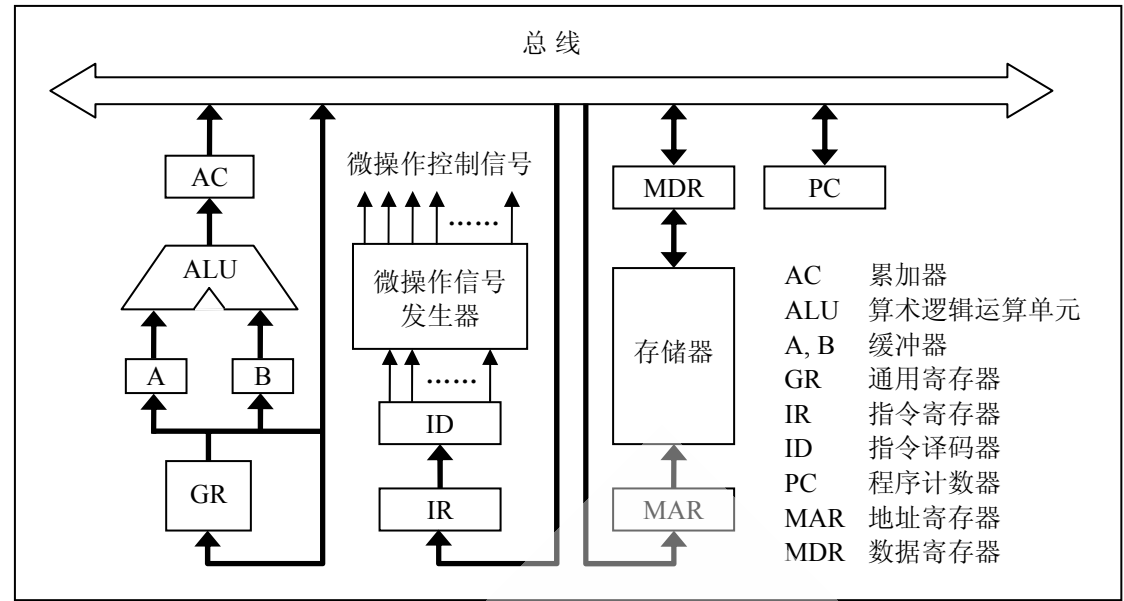 总线
AC
微操作控制信号
MDR
PC
……
ALU
微操作信号
发生器
存储器
A
B
……
ID
GR
IR
MAR
AC 累加器
ALU 算术逻辑运算单元
A, B 缓冲器
GR 通用寄存器
IR 指令寄存器
ID 指令译码器
PC 程序计数器
MAR 地址寄存器
MDR 数据寄存器